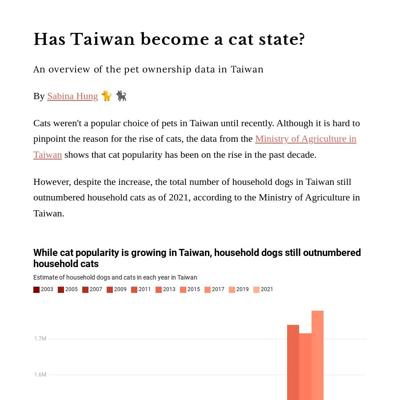 Has Taiwan become a cat state?
An overview of the pet ownership data in Taiwan
By Sabina Hung 🐈 🐈‍⬛
Cats weren't a popular choice of pets in Taiwan until recently. Although it is hard to
pinpoint the reason for the rise of cats, the data from the Ministry of Agriculture in
Taiwan shows that cat popularity has been on the rise in the past decade.
However, despite the increase, the total number of household dogs in Taiwan still
outnumbered household cats as of 2021, according to the Ministry of Agriculture in
Taiwan.
While cat popularity is growing in Taiwan, household dogs still outnumbered
household cats
Estimate of household dogs and cats in each year in Taiwan
2003 2005 2007 2009 2011 2013 2015 2017 2019 2021
1.7M
1.6M